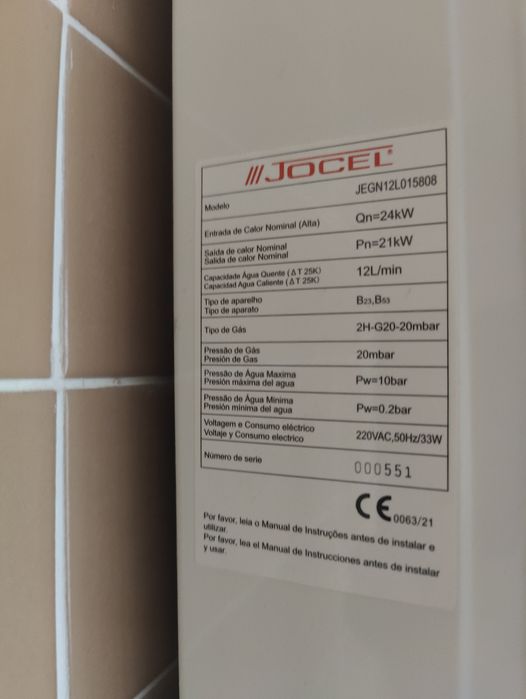 JOCEL®
Modelo JEGN12L015808
Entrada de Calor Nominal (Alta) Qn=24kW
Saída de calor Nominal
Salida de calor Nominal
Pn=21kW
Capacidade Água Quente (ΔT 25K)
Capacidad Agua Caliente (ΔT 25K)
12L/min
Tipo de aparelho
Tipo de aparato
B23,B53
Tipo de Gás 2H-G20-20mbar
Pressão de Gás
Presión de Gas
20mbar
Pressão de Água Maxima
Presión máxima del agua
Pw=10bar
Pressão de Água Minima
Presión mínima del agua
Pw=0.2bar
Voltagem e Consumo eléctrico
Voltaje y Consumo electrico
220VAC,50Hz/33W
Número de serie 000551
CE 0063/21
Por favor, leia o Manual de Instruções antes de instalar e
utilizar.
Por favor, lea el Manual de Instrucciones antes de instalar
y usar.